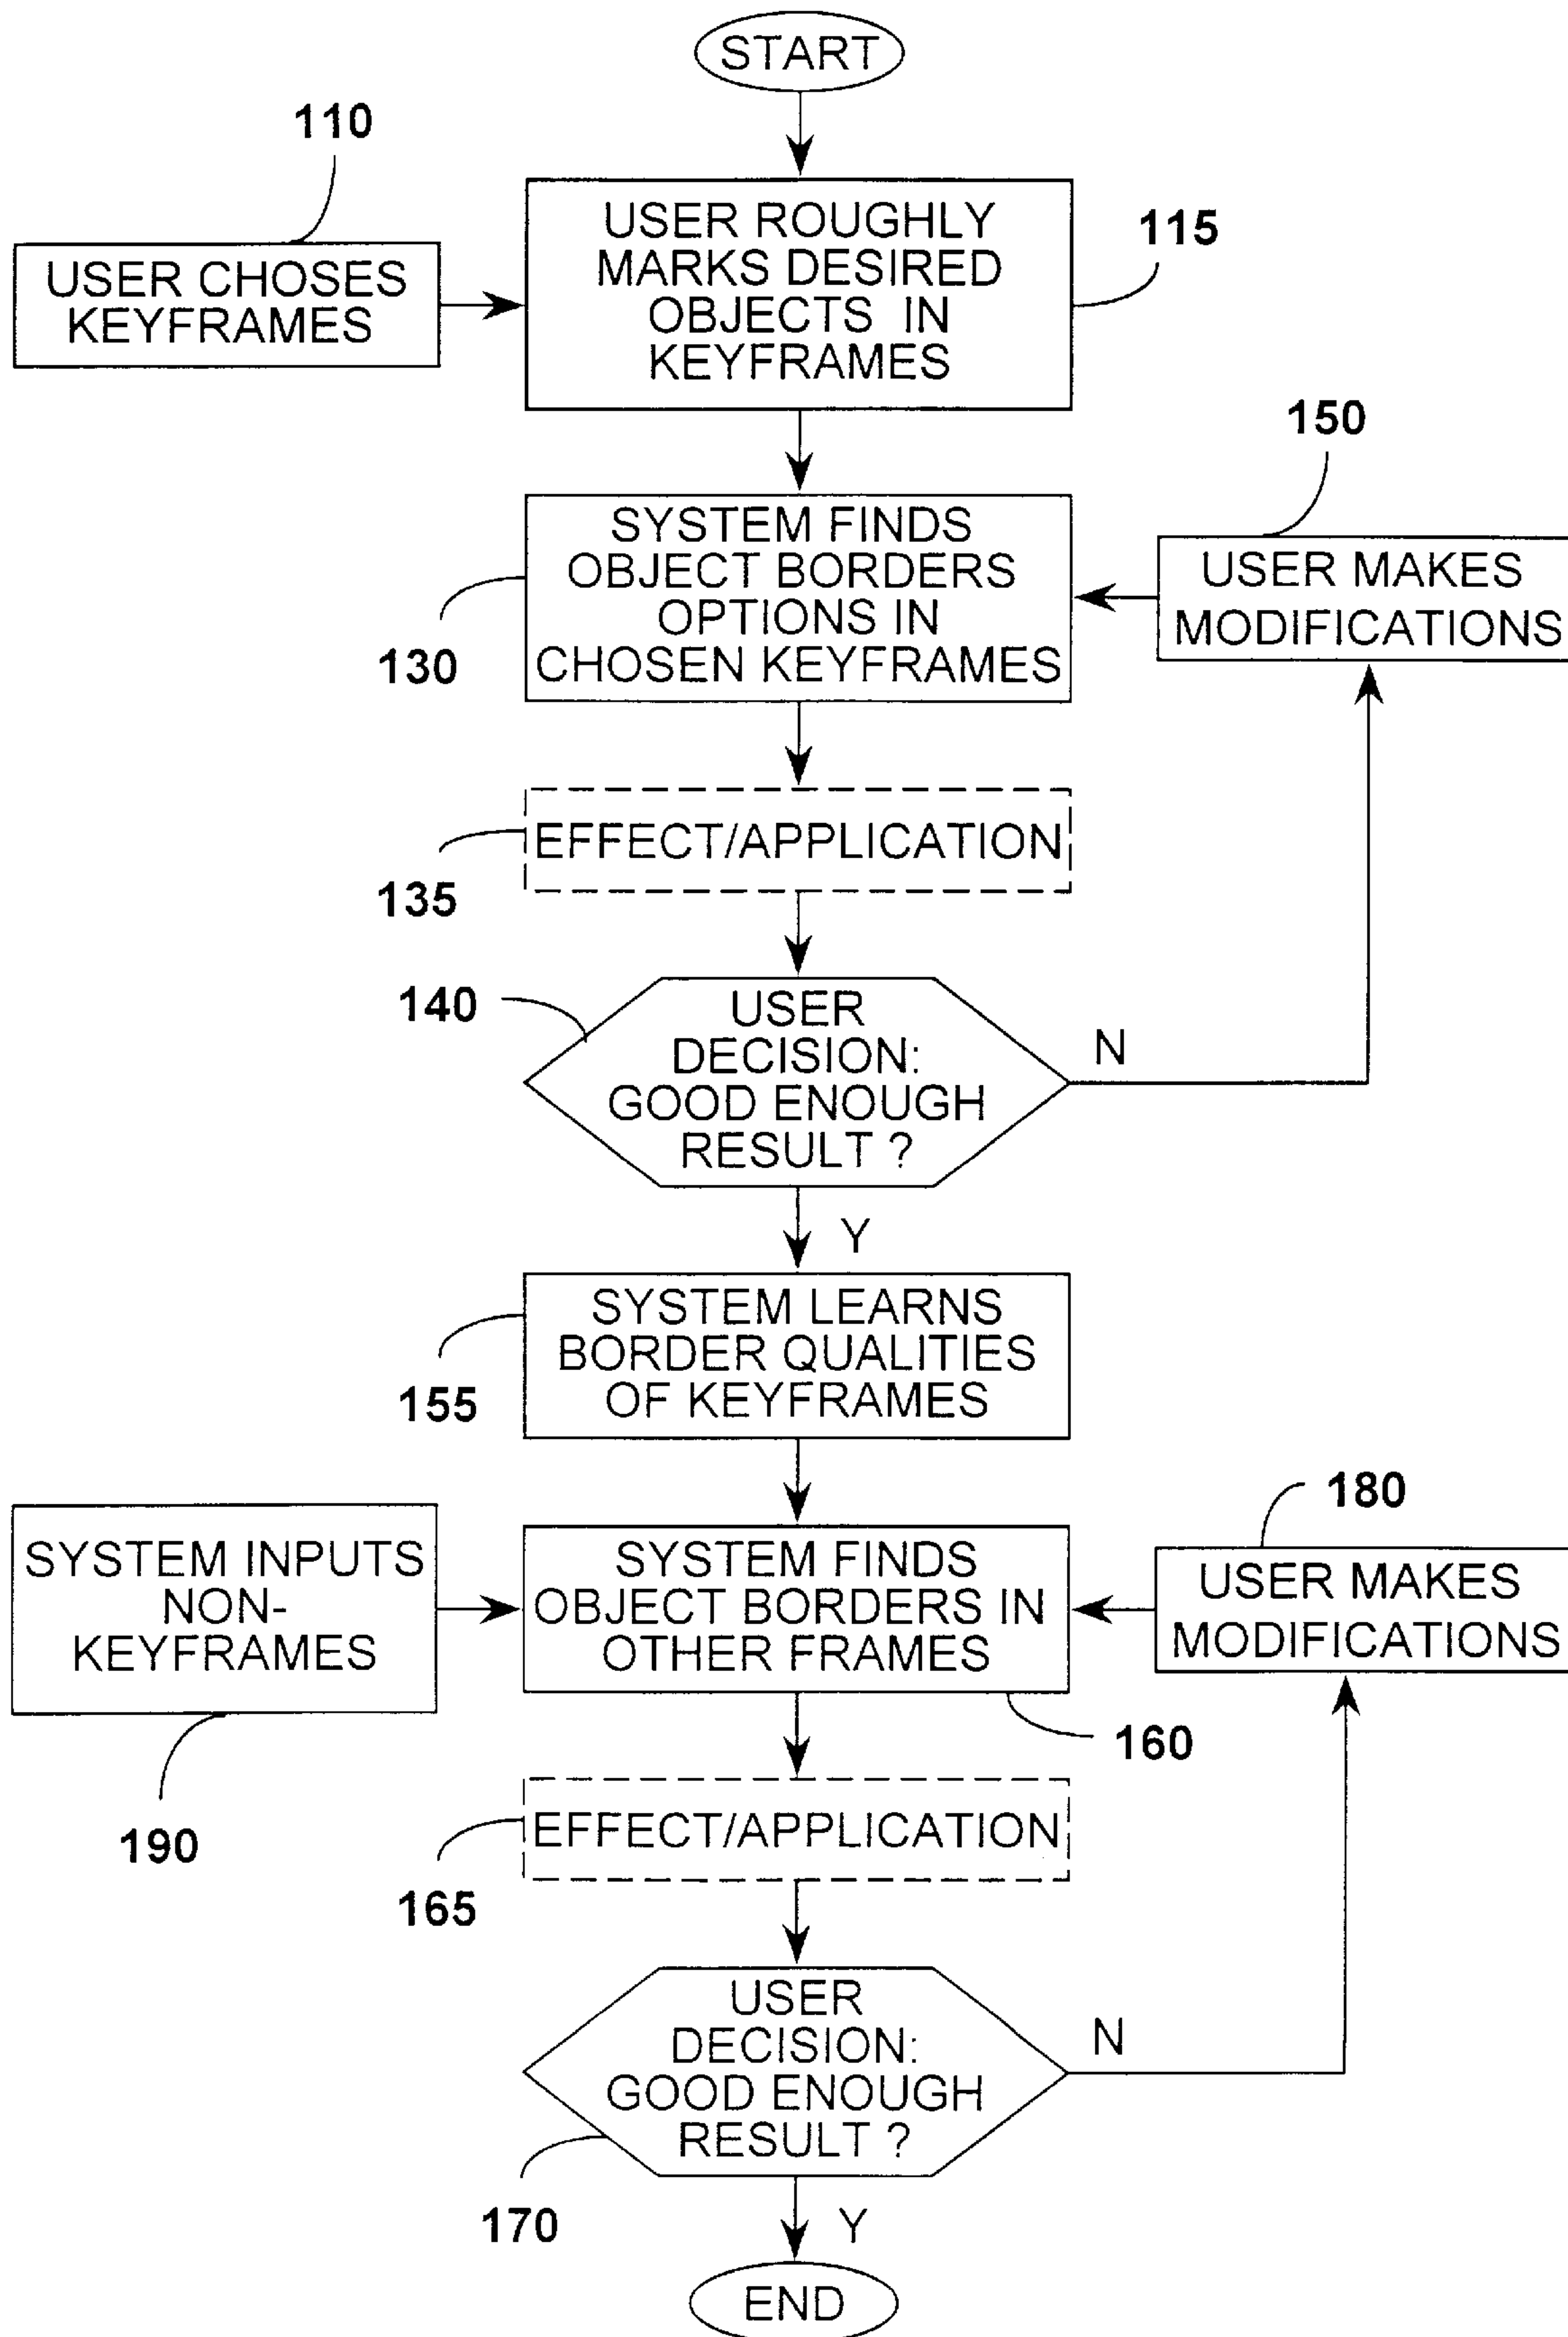 START
110
USER CHOSES
KEYFRAMES
USER ROUGHLY
MARKS DESIRED
OBJECTS IN
KEYFRAMES
115
150
SYSTEM FINDS
OBJECT BORDERS
OPTIONS IN
CHOSEN KEYFRAMES
130
USER MAKES
MODIFICATIONS
EFFECT/APPLICATION
135
140
USER
DECISION:
GOOD ENOUGH
RESULT ?
N
Y
SYSTEM LEARNS
BORDER QUALITIES
OF KEYFRAMES
155
180
SYSTEM INPUTS
NON-
KEYFRAMES
190
SYSTEM FINDS
OBJECT BORDERS IN
OTHER FRAMES
160
USER MAKES
MODIFICATIONS
EFFECT/APPLICATION
165
USER
DECISION:
GOOD ENOUGH
RESULT ?
N
170
Y
END